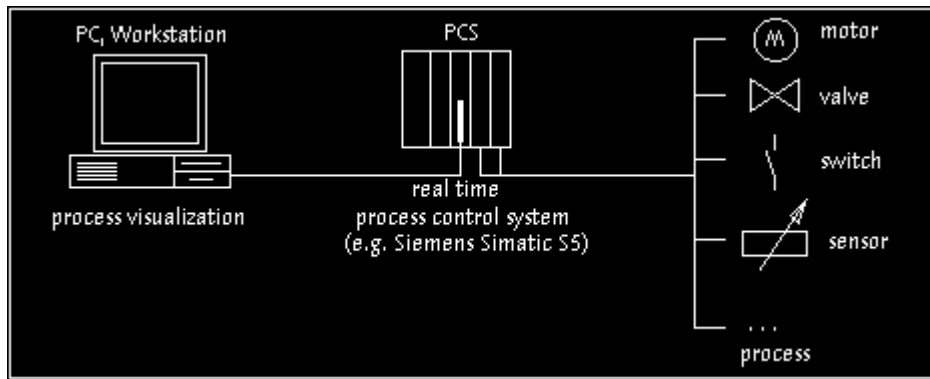 PC, Workstation
PCS
motor
valve
switch
sensor
...
process
process visualization
real time
process control system
(e.g. Siemens Simatic S5)
M